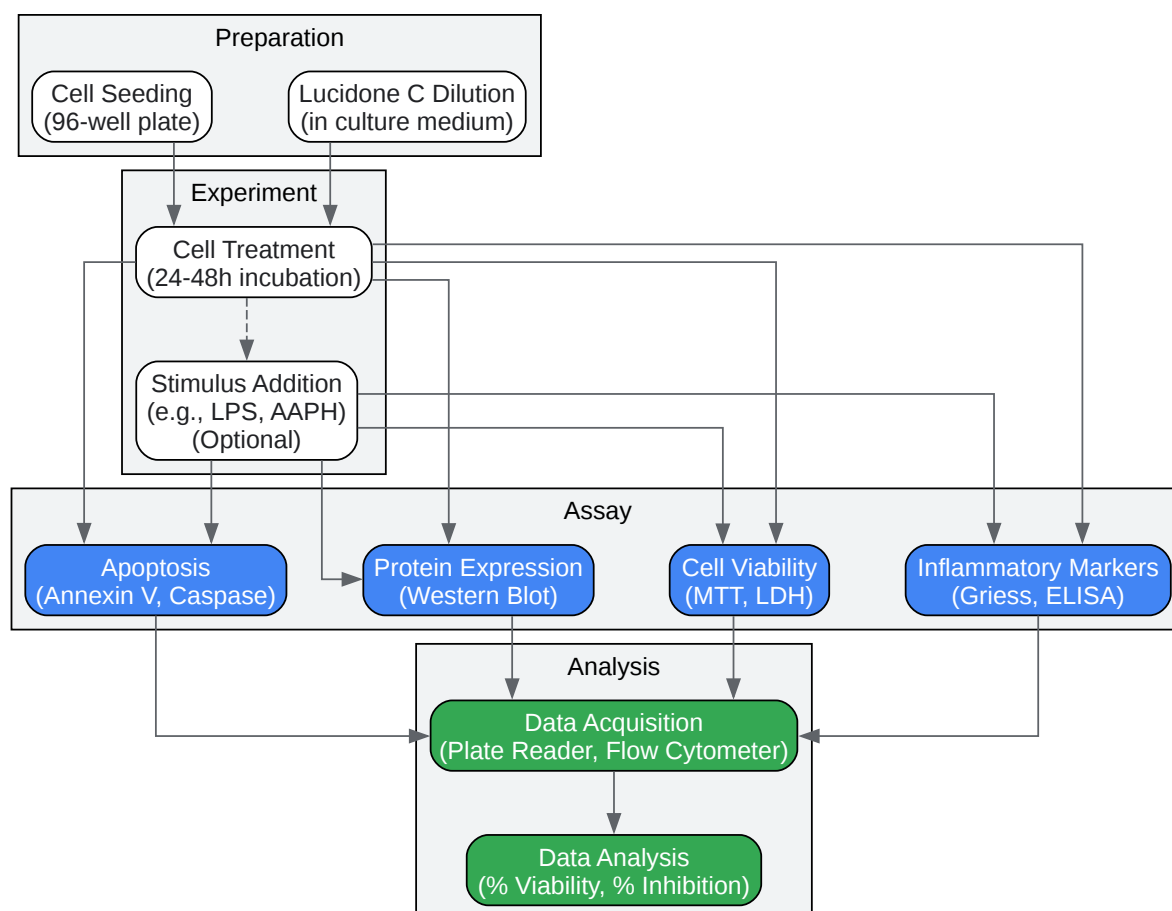 Preparation
Cell Seeding
(96-well plate)
Lucidone C Dilution
(in culture medium)
Experiment
Cell Treatment
(24-48h incubation)
Stimulus Addition
(e.g., LPS, AAPH)
(Optional)
Assay
Apoptosis
(Annexin V, Caspase)
Protein Expression
(Western Blot)
Cell Viability
(MTT, LDH)
Inflammatory Markers
(Griess, ELISA)
Analysis
Data Acquisition
(Plate Reader, Flow Cytometer)
Data Analysis
(% Viability, % Inhibition)